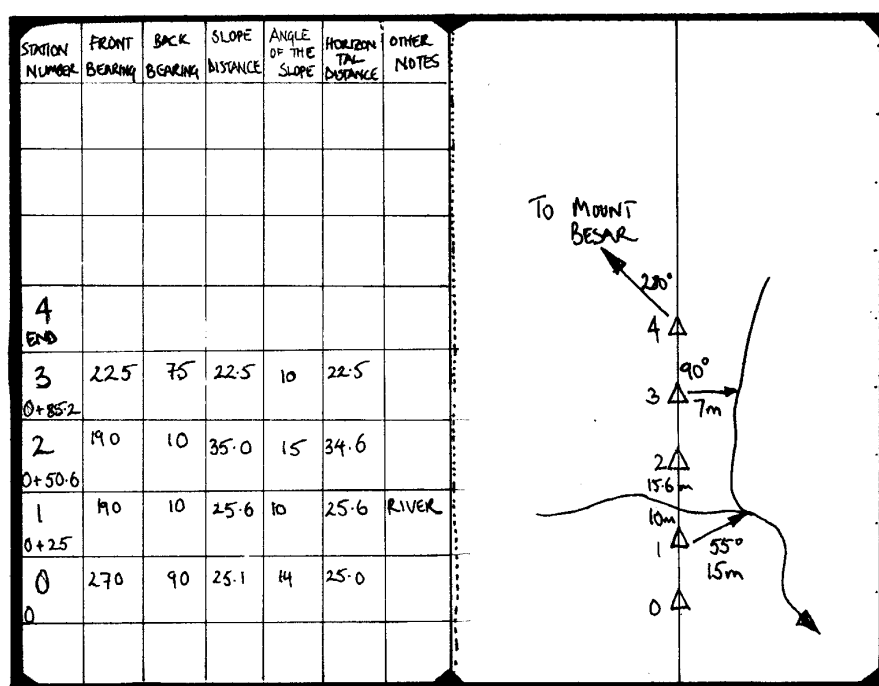 STATION NUMBER FRONT BEARING BACK BEARING SLOPE DISTANCE ANGLE OF THE SLOPE HORIZONTAL DISTANCE OTHER NOTES
4
END
3 225 75 22.5 10 22.5
0+85.2
2 190 10 35.0 15 34.6
0+50.6
1 190 10 25.6 10 25.6 RIVER
0+25
0 270 90 25.1 14 25.0
0
TO MOUNT
BESAR
280°
4
90°
3
7m
2
15.6m
10m
1
55°
15m
0